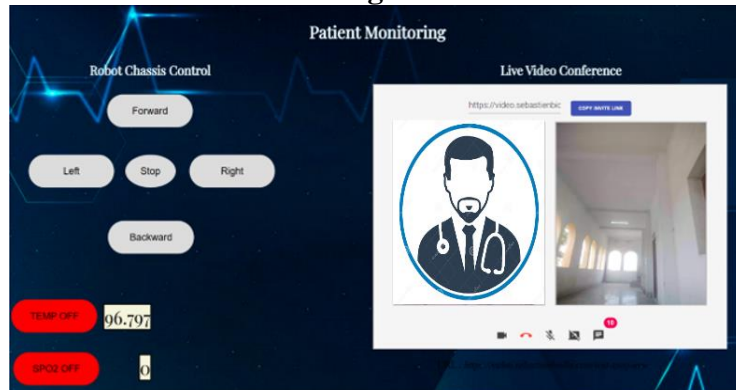 Patient Monitoring
Robot Chassis Control
Live Video Conference
https://video.sebastienbic
COPY INVITE LINK
Forward
Left
Stop
Right
Backward
TEMP OFF
96.797
SPO2 OFF
0
18